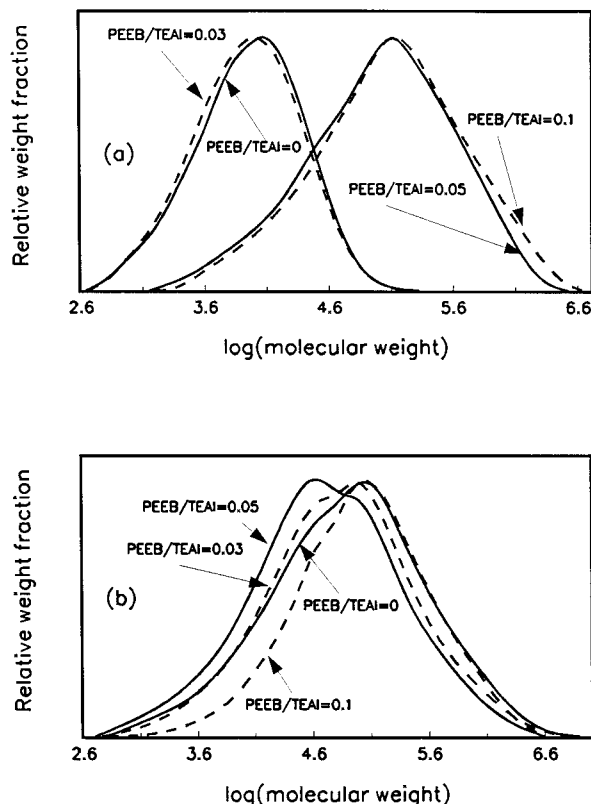 Relative weight fraction
(a)
PEEB/TEAl=0.03
PEEB/TEAl=0
PEEB/TEAl=0.1
PEEB/TEAl=0.05
2.6 3.6 4.6 5.6 6.6
log(molecular weight)
Relative weight fraction
(b)
PEEB/TEAl=0.05
PEEB/TEAl=0.03
PEEB/TEAl=0
PEEB/TEAl=0.1
2.6 3.6 4.6 5.6 6.6
log(molecular weight)